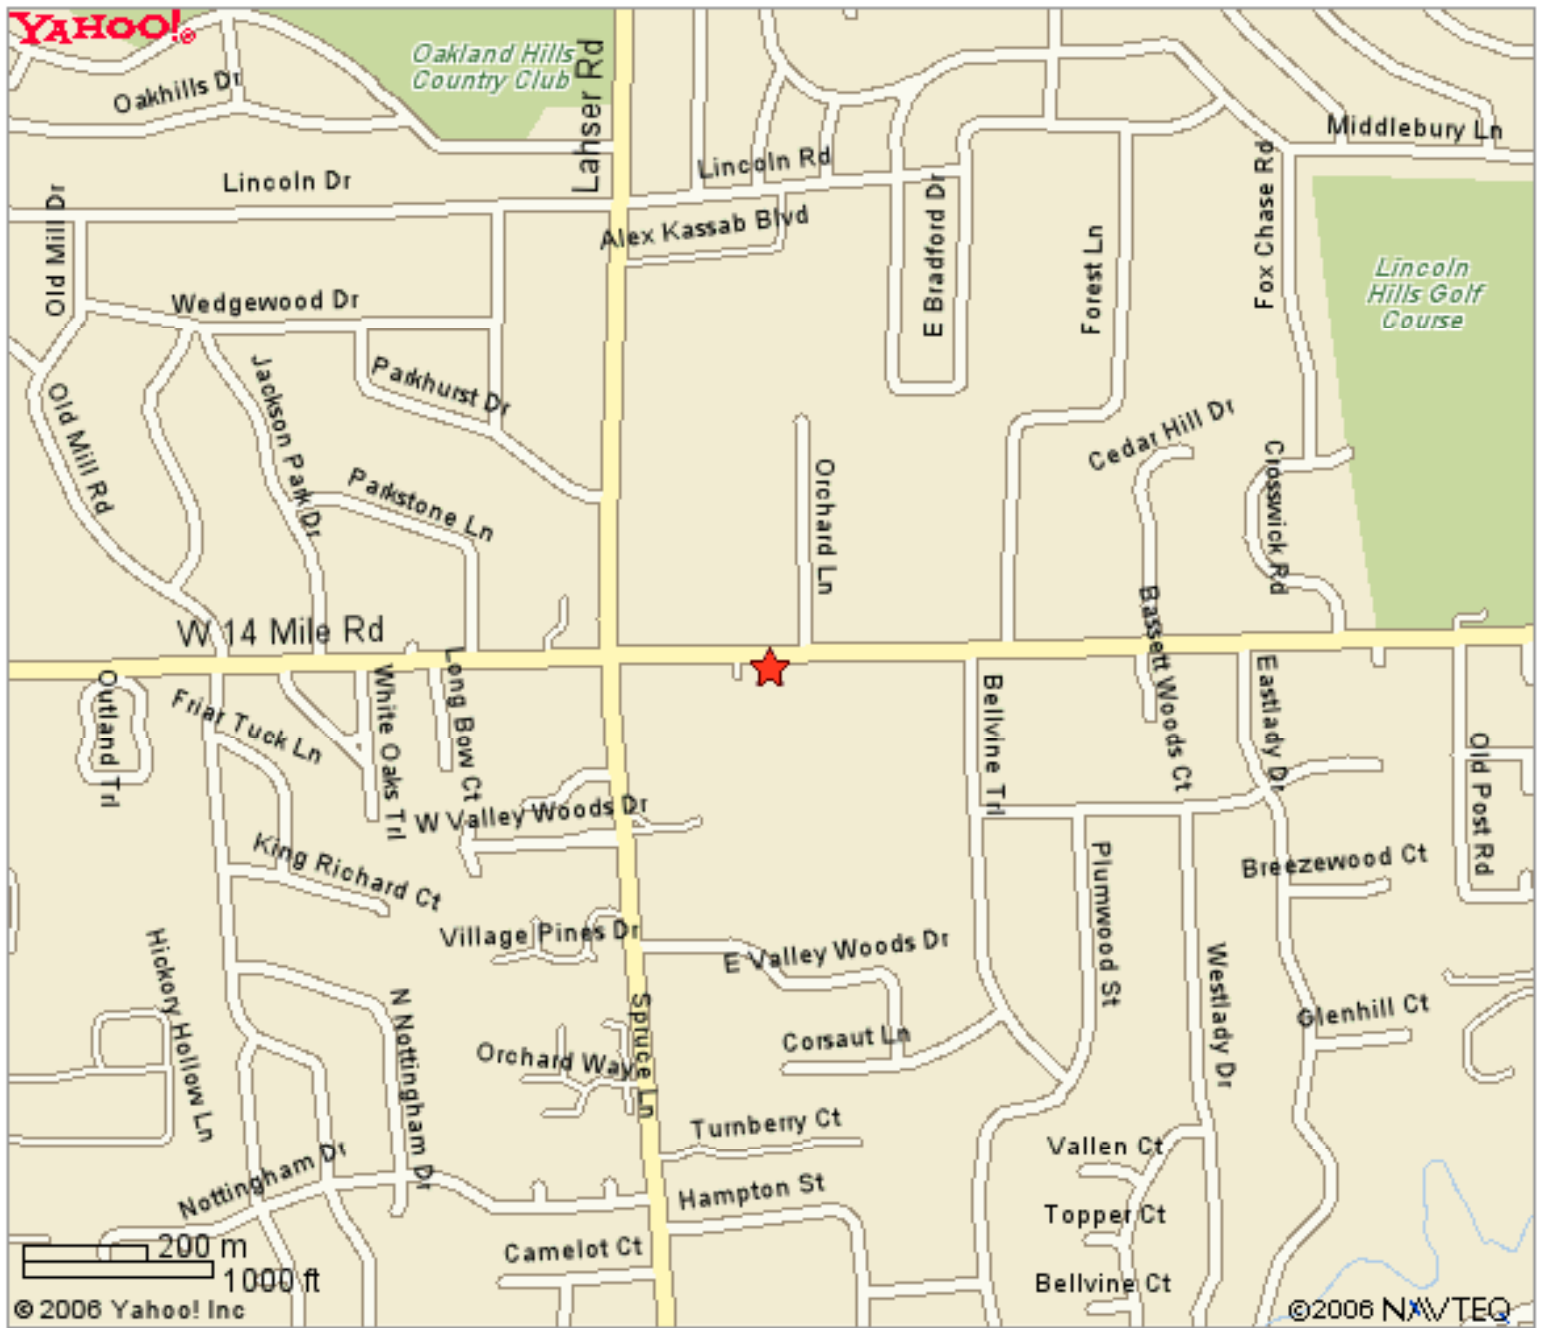 YAHOO!®
Oakland Hills
Country Club
Lahser Rd
Oakhills Dr
Middlebury Ln
Lincoln Rd
Lincoln Dr
Old Mill Dr
Alex Kassab Blvd
E Bradford Dr
Forest Ln
Fox Chase Rd
Lincoln
Hills Golf
Course
Wedgewood Dr
Parkhurst Dr
Jackson Park Dr
Old Mill Rd
Cedar Hill Dr
Crosswick Rd
Orchard Ln
Parkstone Ln
W 14 Mile Rd
Outland Trl
Friar Tuck Ln
White Oaks Trl
Long Bow Ct
Bellvine Trl
Bassett Woods Ct
Eastlady Dr
Old Post Rd
W Valley Woods Dr
King Richard Ct
Plumwood St
Breezewood Ct
Village Pines Dr
E Valley Woods Dr
Hickory Hollow Ln
N Nottingham Dr
Spruce Ln
Westlady Dr
Glenhill Ct
Orchard Way
Corsaut Ln
Turnberry Ct
Vallen Ct
Nottingham Dr
Hampton St
Topper Ct
Camelot Ct
Bellvine Ct
200 m
1000 ft
© 2006 Yahoo! Inc
©2006 NAVTEQ